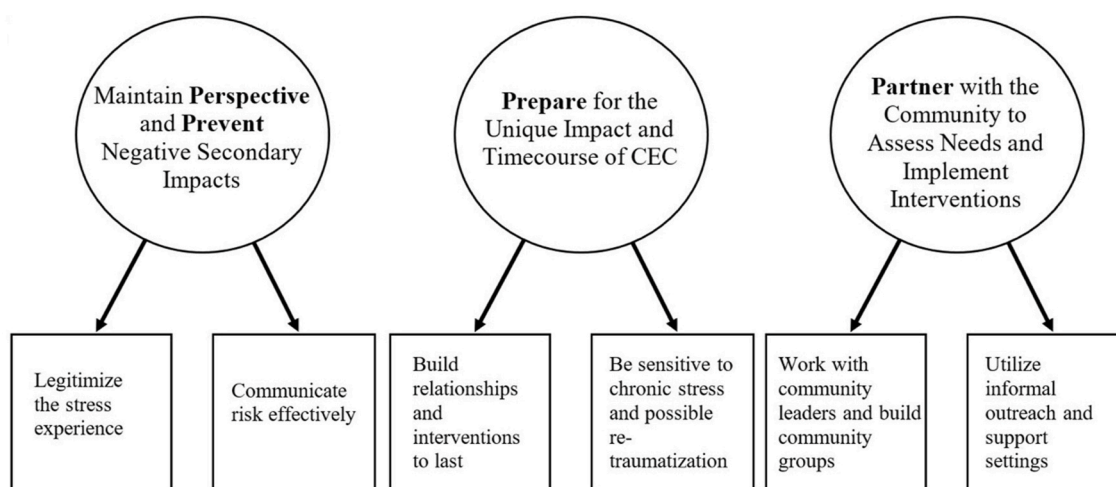 Maintain Perspective
and Prevent
Negative Secondary
Impacts
Prepare for the
Unique Impact and
Timecourse of CEC
Partner with the
Community to
Assess Needs and
Implement
Interventions
Legitimize
the stress
experience
Communicate
risk effectively
Build
relationships
and
interventions
to last
Be sensitive to
chronic stress
and possible
re-
traumatization
Work with
community
leaders and build
community
groups
Utilize
informal
outreach and
support
settings